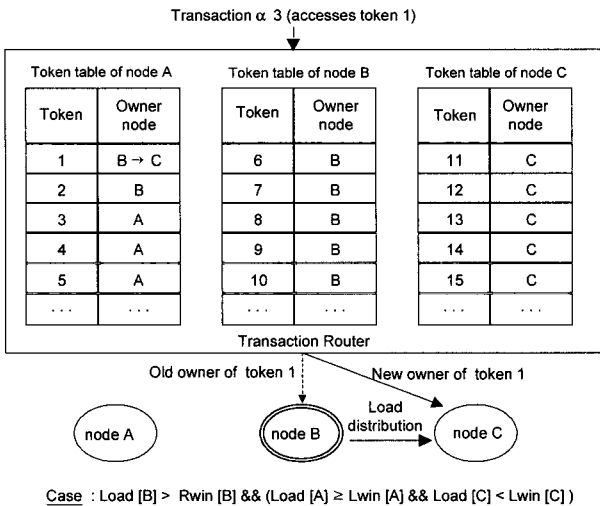 Transaction α 3 (accesses token 1)
Token table of node A Token table of node B Token table of node C
Token Owner node Token Owner node Token Owner node
1 B → C 6 B 11 C
2 B 7 B 12 C
3 A 8 B 13 C
4 A 9 B 14 C
5 A 10 B 15 C
. . . . . . . . . . . . . . . . . .
Transaction Router
Old owner of token 1 New owner of token 1
Load distribution
node A node B node C
Case : Load [B] > Rwin [B] && (Load [A] ≥ Lwin [A] && Load [C] < Lwin [C] )